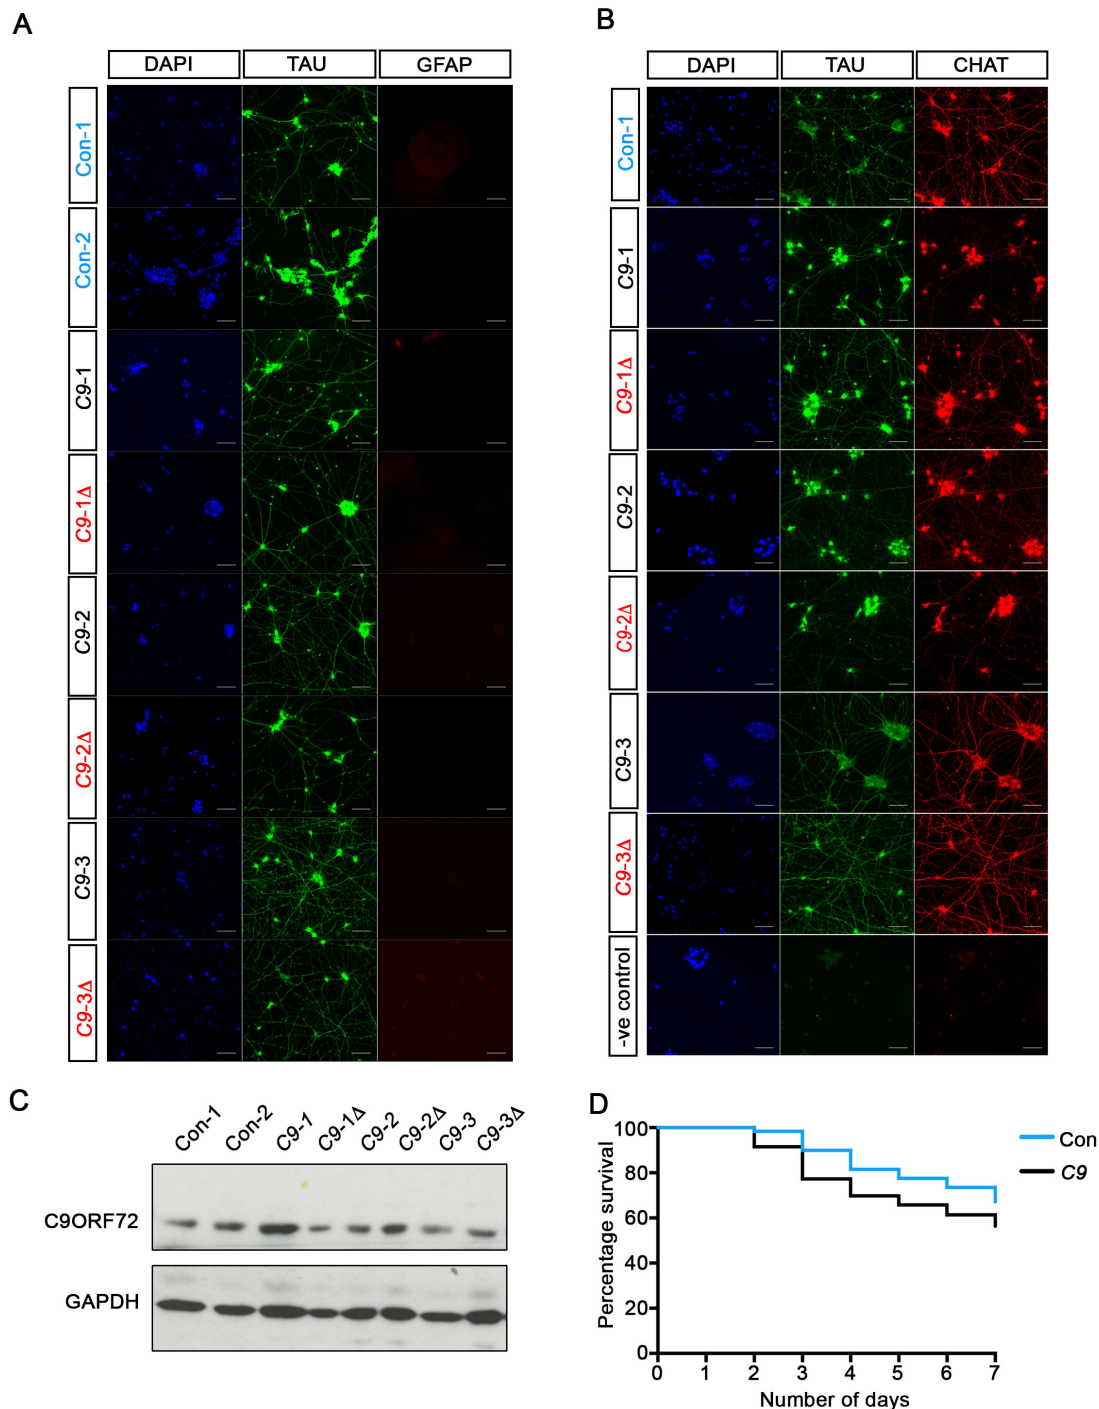 A
DAPI TAU GFAP
Con-1
Con-2
C9-1
C9-1Δ
C9-2
C9-2Δ
C9-3
C9-3Δ
B
DAPI TAU CHAT
Con-1
C9-1
C9-1Δ
C9-2
C9-2Δ
C9-3
C9-3Δ
-ve control
C
Con-1 Con-2 C9-1 C9-1Δ C9-2 C9-2Δ C9-3 C9-3Δ
C9ORF72
GAPDH
D
Percentage survival
100
80
60
40
20
0
0 1 2 3 4 5 6 7
Number of days
Con
C9